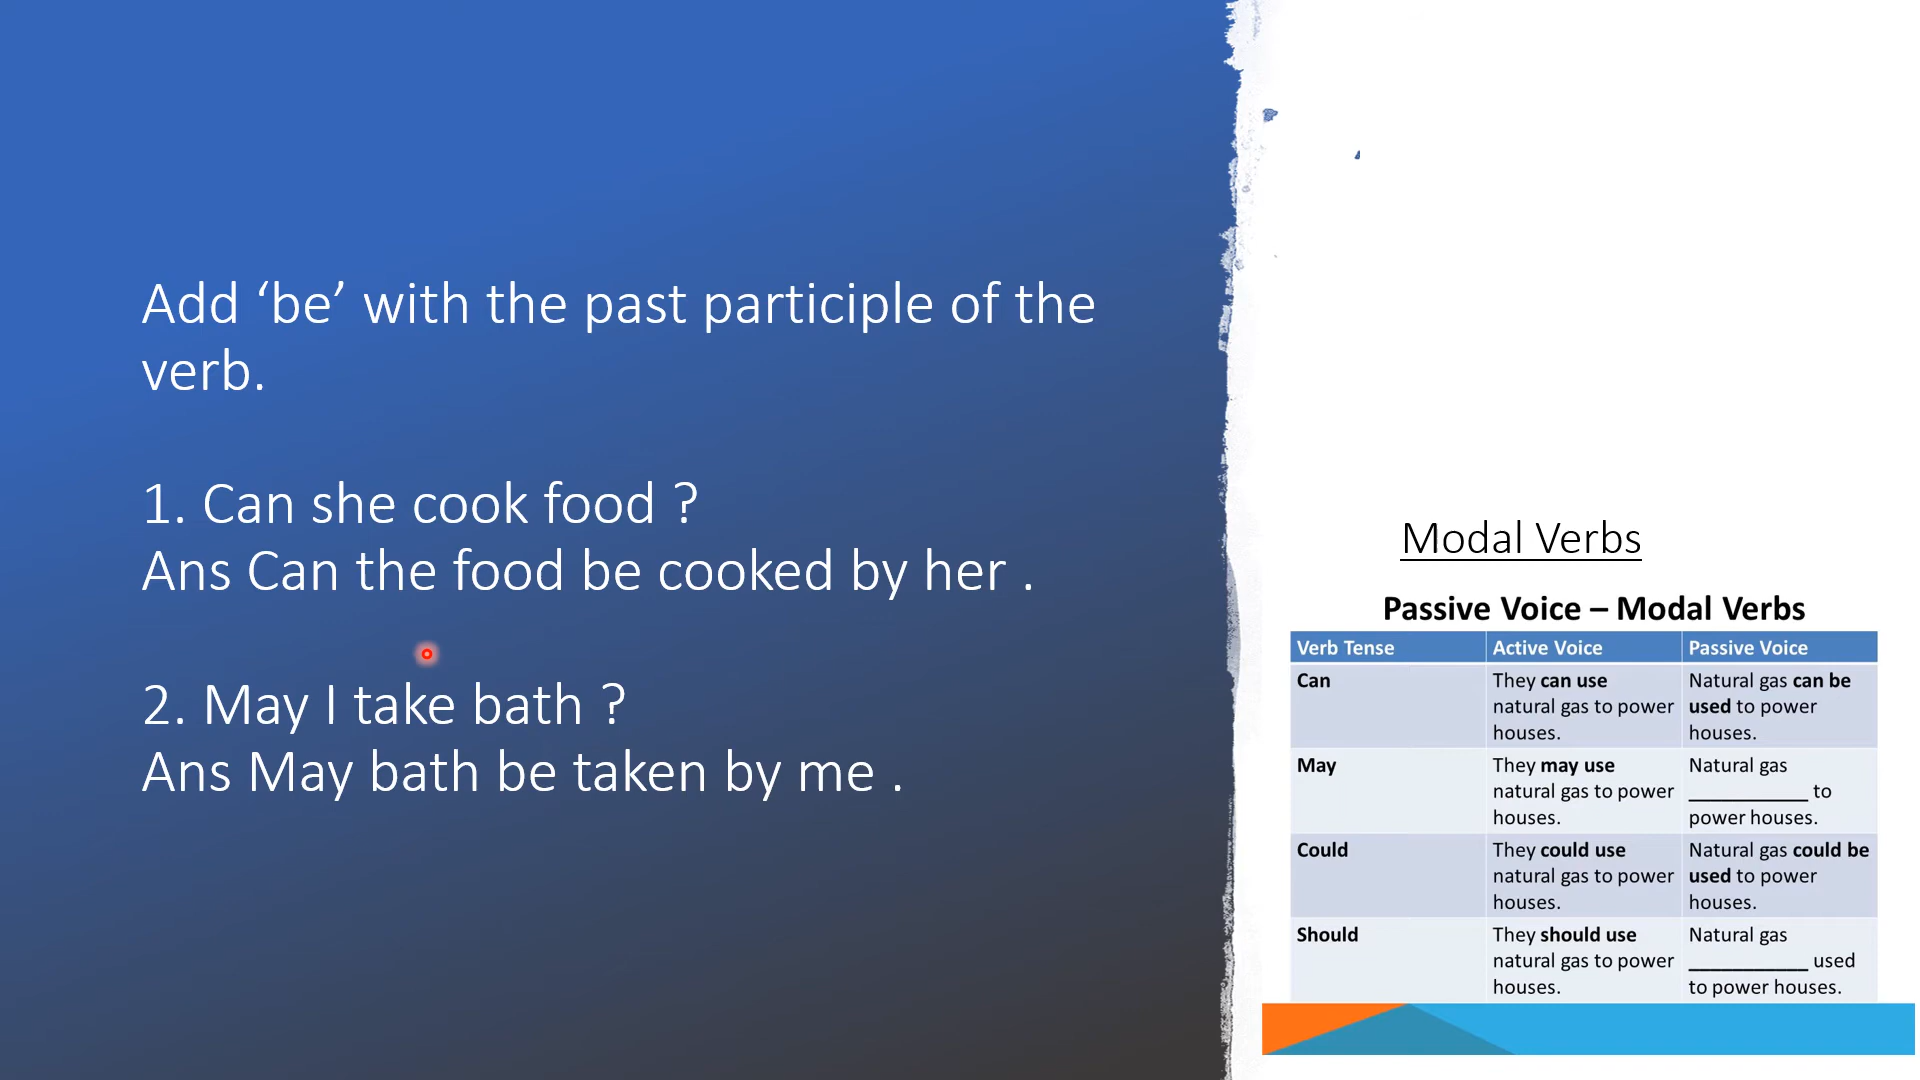 Add ‘be’ with the past participle of the
verb.
1. Can she cook food ?
Ans Can the food be cooked by her .
2. May I take bath ?
Ans May bath be taken by me .
Modal Verbs
Passive Voice – Modal Verbs
Verb Tense Active Voice Passive Voice
Can
They can use
natural gas to power
houses.
Natural gas can be
used to power
houses.
May
They may use
natural gas to power
houses.
Natural gas
___________ to
power houses.
Could
They could use
natural gas to power
houses.
Natural gas could be
used to power
houses.
Should
They should use
natural gas to power
houses.
Natural gas
___________ used
to power houses.